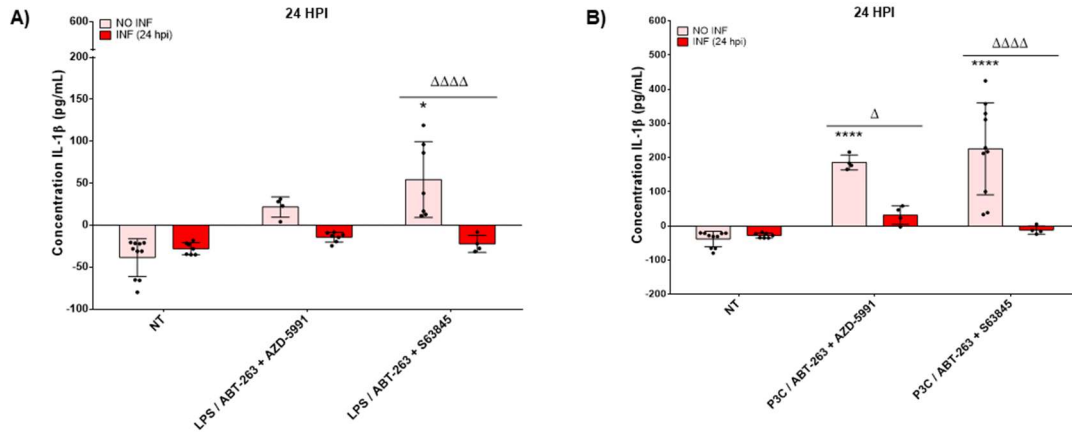 A)
24 HPI
NO INF
INF (24 hpi)
Concentration IL-1β (pg/mL)
600
200
150
100
50
0
-50
-100
ΔΔΔΔ
*
NT
LPS / ABT-263 + AZD-5991
LPS / ABT-263 + S63845
B)
24 HPI
NO INF
INF (24 hpi)
Concentration IL-1β (pg/mL)
600
500
400
300
200
100
0
-100
-200
ΔΔΔΔ
****
Δ
****
NT
P3C / ABT-263 + AZD-5991
P3C / ABT-263 + S63845